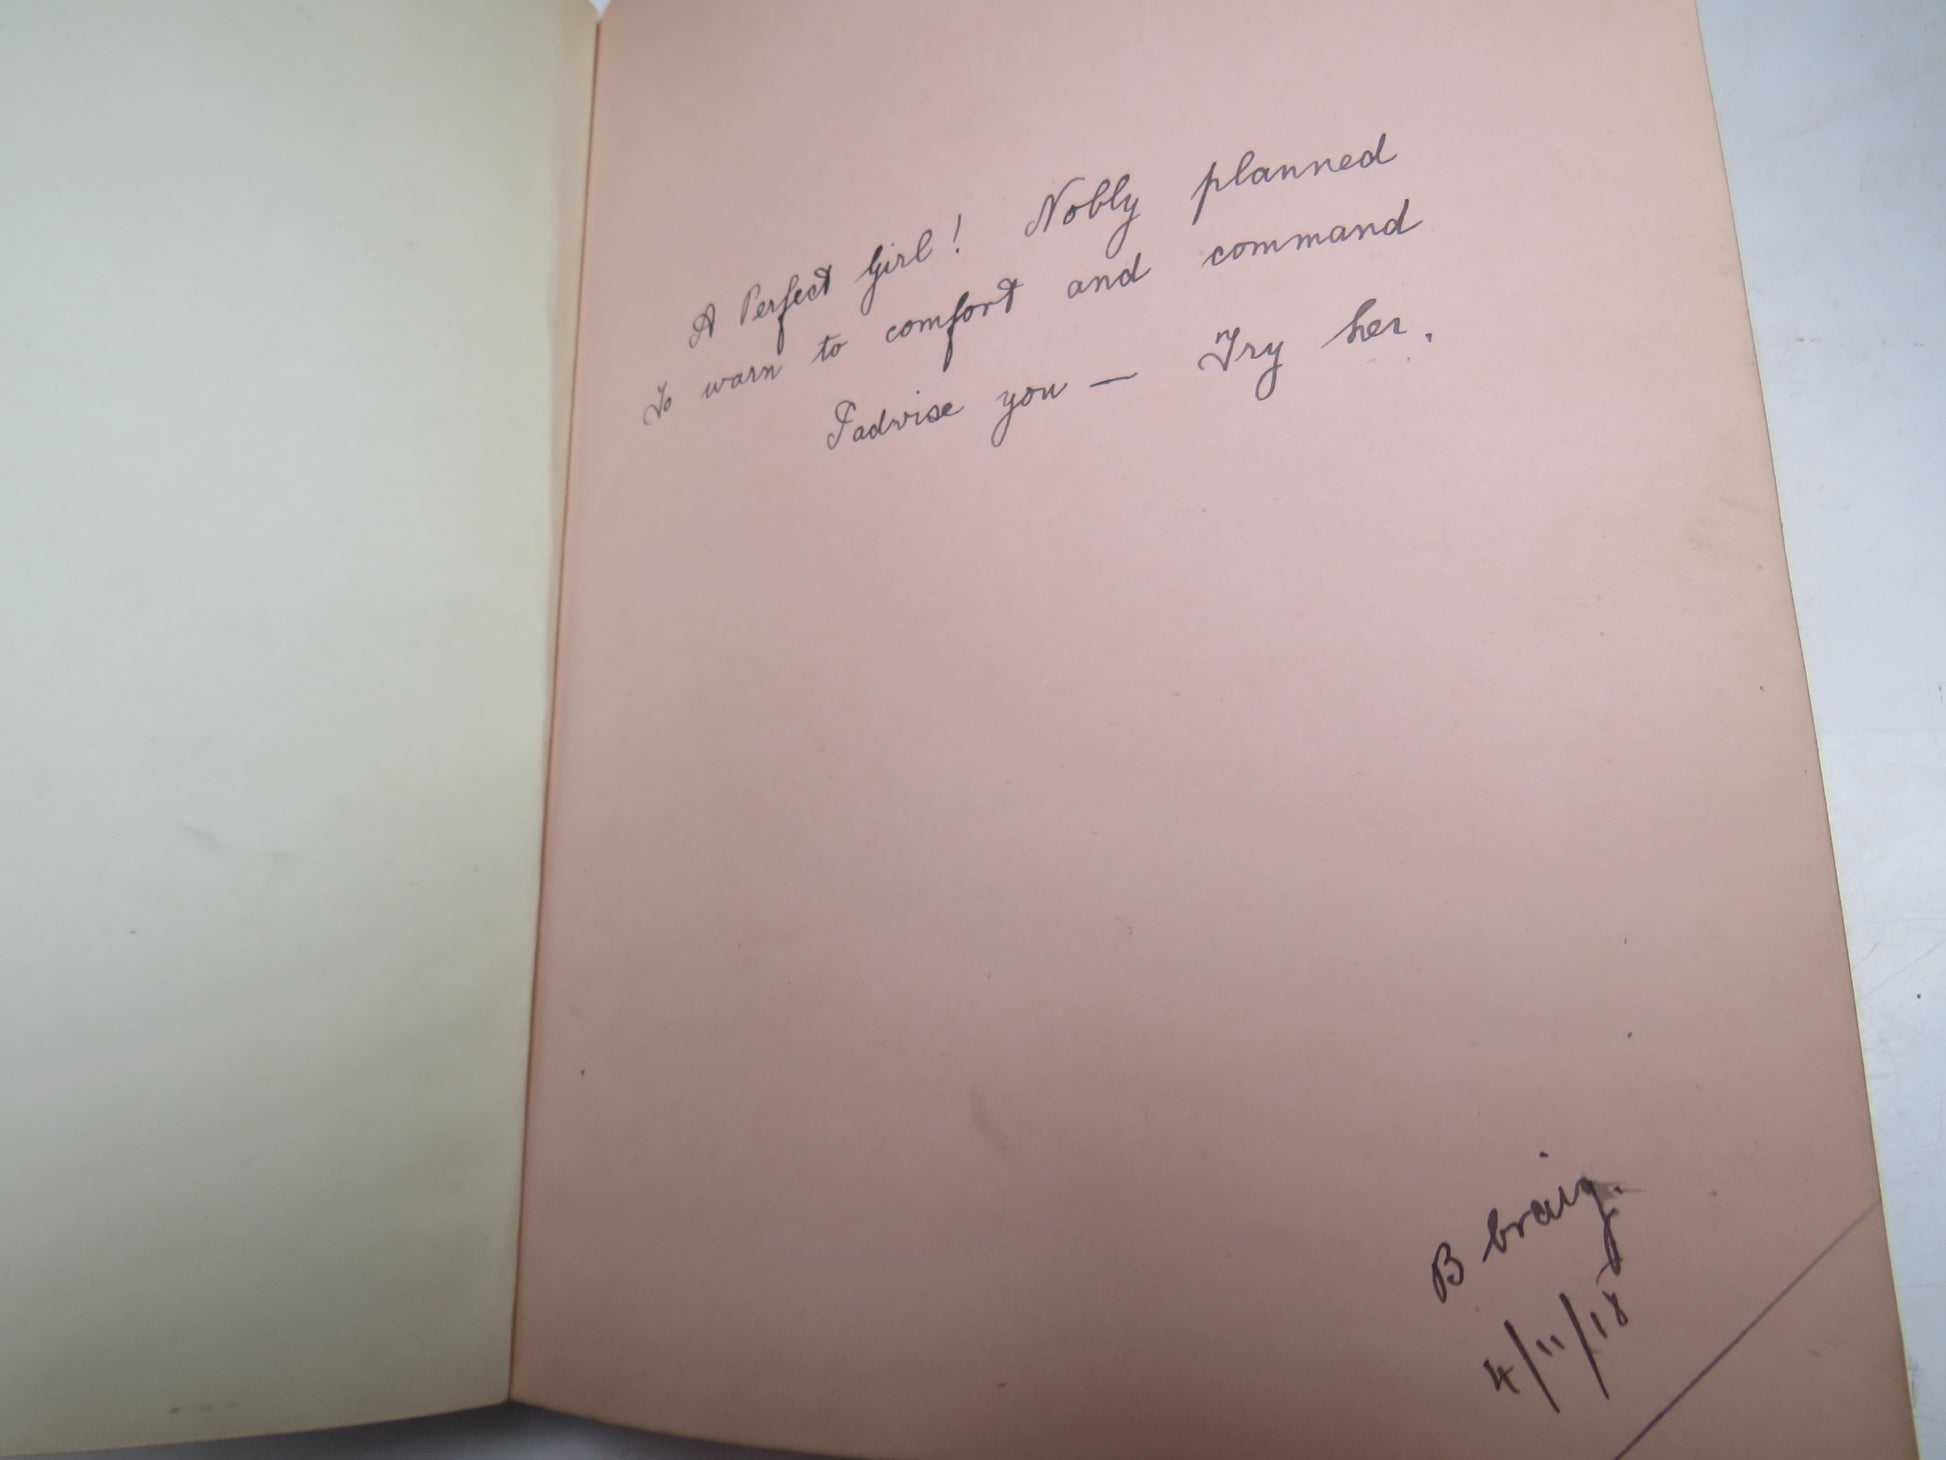 A Perfect Girl! Nobly planned
To warn to comfort and command
I advise you — Try her.
B Craig.
4/11/18